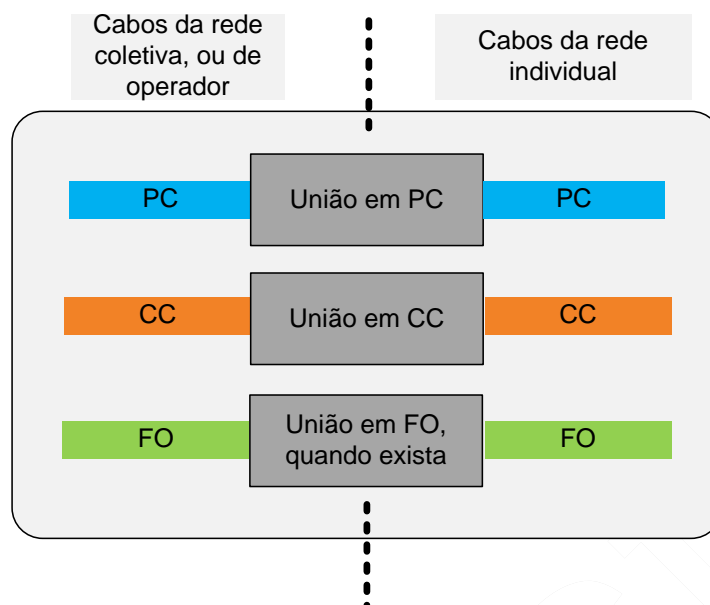 Cabos da rede
coletiva, ou de
operador
Cabos da rede
individual
PC
União em PC
PC
CC
União em CC
CC
FO
União em FO,
quando exista
FO